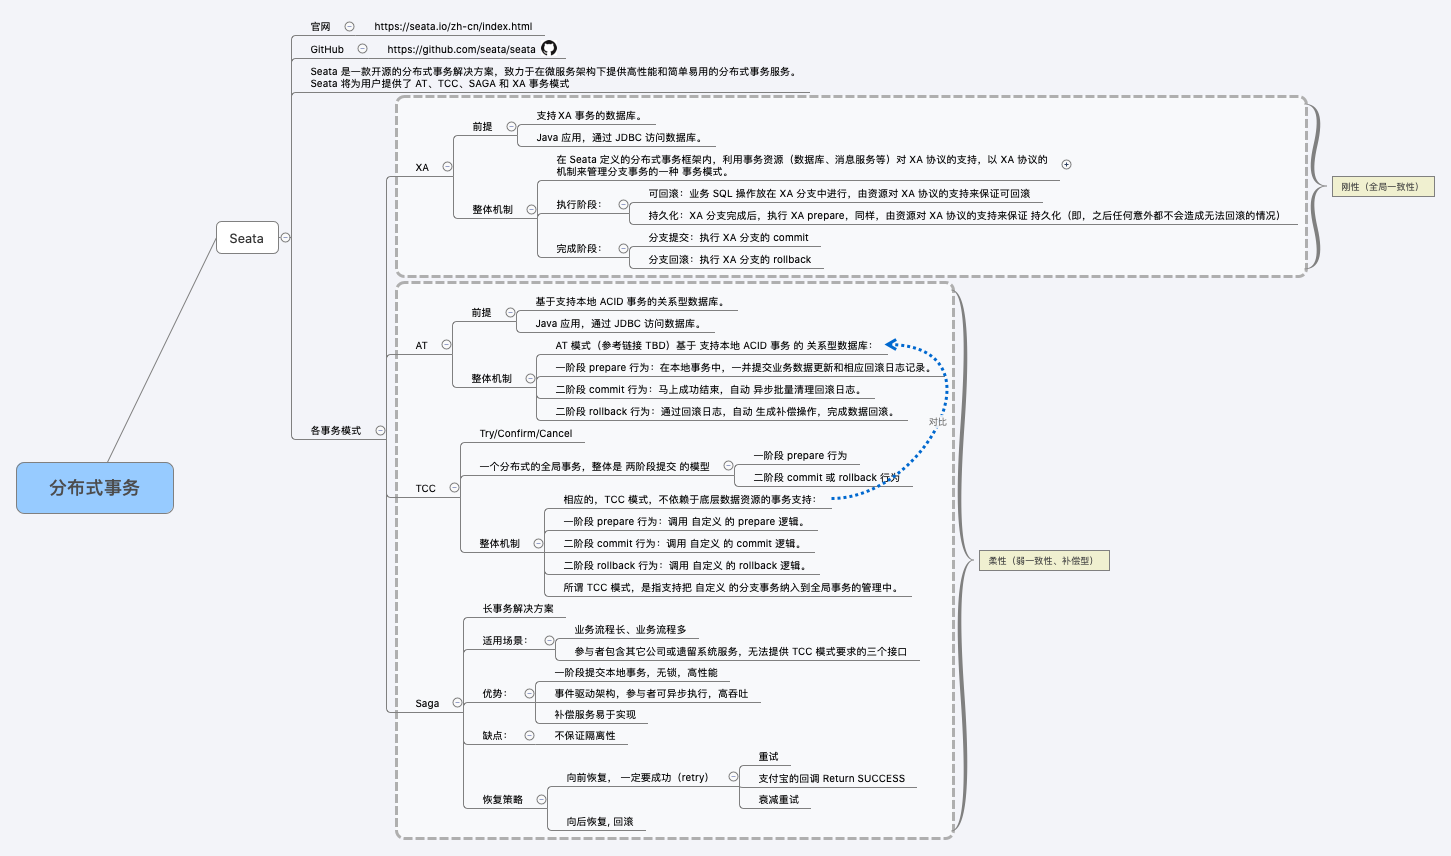 分布式事务
Seata
官网
https://seata.io/zh-cn/index.html
GitHub
https://github.com/seata/seata
Seata 是一款开源的分布式事务解决方案，致力于在微服务架构下提供高性能和简单易用的分布式事务服务。
Seata 将为用户提供了 AT、TCC、SAGA 和 XA 事务模式
各事务模式
XA
前提
支持XA 事务的数据库。
Java 应用，通过 JDBC 访问数据库。
整体机制
在 Seata 定义的分布式事务框架内，利用事务资源（数据库、消息服务等）对 XA 协议的支持，以 XA 协议的
机制来管理分支事务的一种 事务模式。
执行阶段：
可回滚：业务 SQL 操作放在 XA 分支中进行，由资源对 XA 协议的支持来保证可回滚
持久化：XA 分支完成后，执行 XA prepare，同样，由资源对 XA 协议的支持来保证 持久化（即，之后任何意外都不会造成无法回滚的情况）
完成阶段：
分支提交：执行 XA 分支的 commit
分支回滚：执行 XA 分支的 rollback
刚性（全局一致性）
AT
前提
基于支持本地 ACID 事务的关系型数据库。
Java 应用，通过 JDBC 访问数据库。
整体机制
AT 模式（参考链接 TBD）基于 支持本地 ACID 事务 的 关系型数据库：
一阶段 prepare 行为：在本地事务中，一并提交业务数据更新和相应回滚日志记录。
二阶段 commit 行为：马上成功结束，自动 异步批量清理回滚日志。
二阶段 rollback 行为：通过回滚日志，自动 生成补偿操作，完成数据回滚。
对比
TCC
Try/Confirm/Cancel
一个分布式的全局事务，整体是 两阶段提交 的模型
一阶段 prepare 行为
二阶段 commit 或 rollback 行为
整体机制
相应的，TCC 模式，不依赖于底层数据资源的事务支持：
一阶段 prepare 行为：调用 自定义 的 prepare 逻辑。
二阶段 commit 行为：调用 自定义 的 commit 逻辑。
二阶段 rollback 行为：调用 自定义 的 rollback 逻辑。
所谓 TCC 模式，是指支持把 自定义 的分支事务纳入到全局事务的管理中。
柔性（弱一致性、补偿型）
Saga
长事务解决方案
适用场景：
业务流程长、业务流程多
参与者包含其它公司或遗留系统服务，无法提供 TCC 模式要求的三个接口
优势：
一阶段提交本地事务，无锁，高性能
事件驱动架构，参与者可异步执行，高吞吐
补偿服务易于实现
缺点：
不保证隔离性
恢复策略
向前恢复， 一定要成功（retry）
重试
支付宝的回调 Return SUCCESS
衰减重试
向后恢复, 回滚